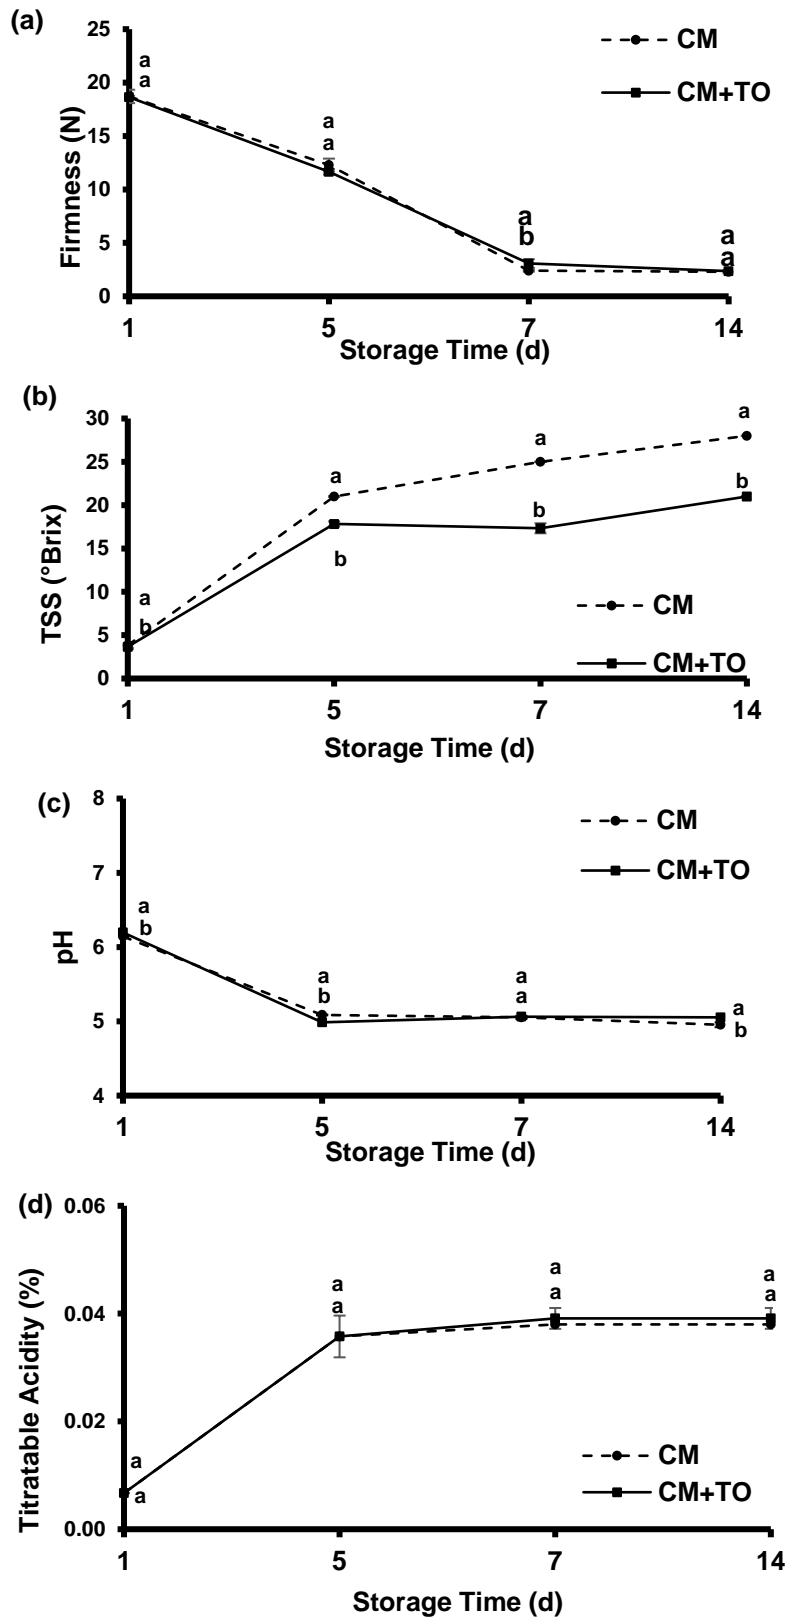 (a)
25
20
15
10
5
0
Firmness (N)
a
a
a
a
a
b
a
a
CM
CM+TO
1 5 7 14
Storage Time (d)
(b)
30
25
20
15
10
5
0
TSS (°Brix)
a
b
a
b
a
b
a
b
CM
CM+TO
1 5 7 14
Storage Time (d)
(c)
8
7
6
5
4
pH
a
b
a
b
a
a
a
b
CM
CM+TO
1 5 7 14
Storage Time (d)
(d)
0.06
0.04
0.02
0.00
Titratable Acidity (%)
a
a
a
a
a
a
a
a
CM
CM+TO
1 5 7 14
Storage Time (d)